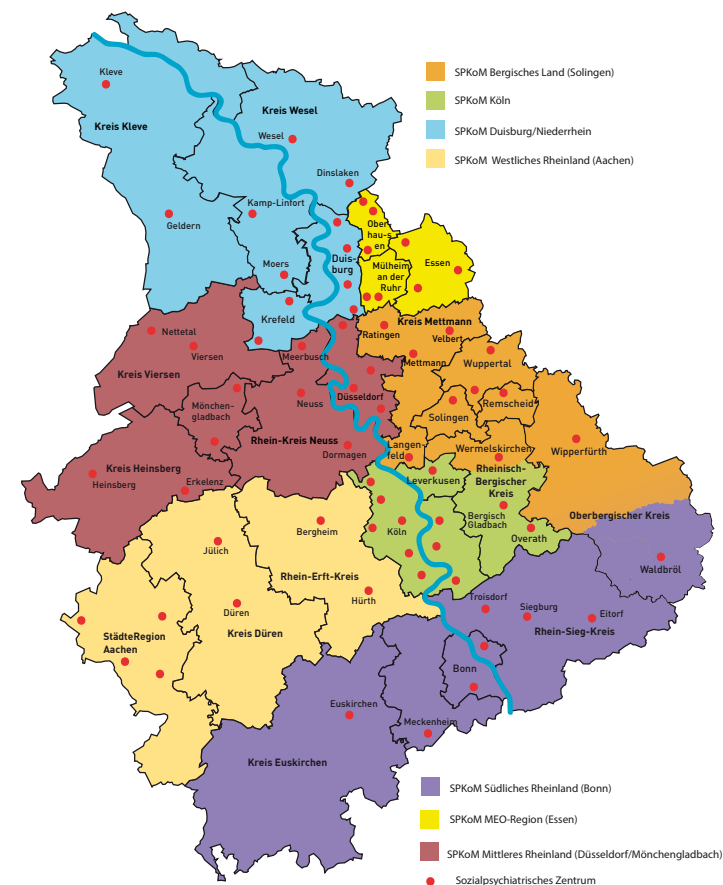 Kleve
Kreis Kleve
Kreis Wesel
Wesel
Dinslaken
Kamp-Linfort
Geldern
Moers
Krefeld
Duis-
burg
Ober-
hau-s-
en
Mülheim
an der
Ruhr
Essen
SPKoM Bergisches Land (Solingen)
SPKoM Köln
SPKoM Duisburg/Niederrhein
SPKoM Westliches Rheinland (Aachen)
Kreis Mettmann
Velbert
Ratingen
Mettmann
Wuppertal
Nettetal
Viersen
Kreis Viersen
Meerbusch
Mönchen-
gladbach
Neuss
Düsseldorf
Solingen
Remscheid
Rhein-Kreis Neuss
Dormagen
Langen-
feld
Wermelskirchen
Wipperfürth
Kreis Heinsberg
Heinsberg
Erkelenz
Leverkusen
Rheinisch-
Bergischer
Kreis
Bergisch
Gladbach
Oberbergischer Kreis
Overath
Köln
Waldbröl
Jülich
Bergheim
Rhein-Erft-Kreis
Hürth
Düren
Kreis Düren
StädteRegion
Aachen
Troisdorf
Siegburg
Eitorf
Rhein-Sieg-Kreis
Bonn
Euskirchen
Meckenheim
Kreis Euskirchen
SPKoM Südliches Rheinland (Bonn)
SPKoM MEO-Region (Essen)
SPKoM Mittleres Rheinland (Düsseldorf/Mönchengladbach)
Sozialpsychiatrisches Zentrum